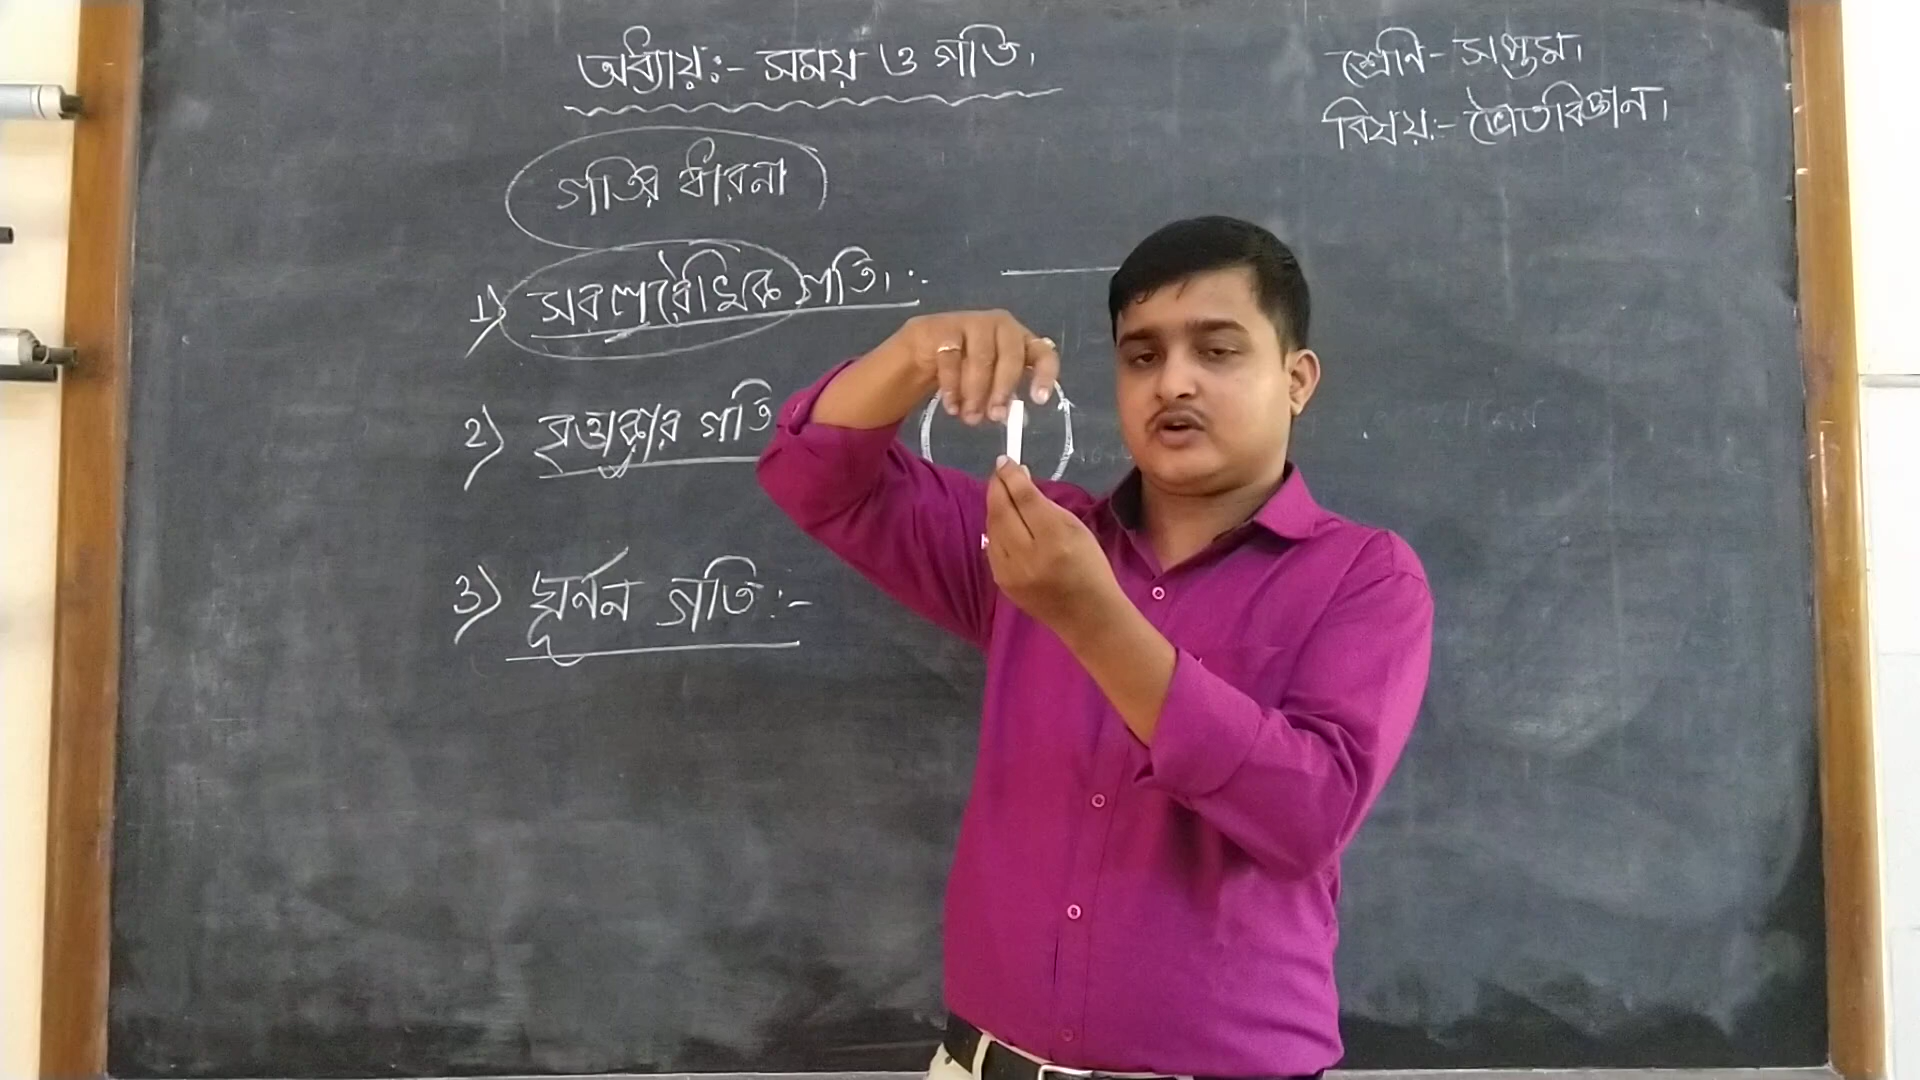 অধ্যায়:- সময় ও গতি।
শ্রেণি- সপ্তম।
বিষয়:- ভৌতবিজ্ঞান।
গতির ধারনা
1) সরলরৈখিক গতি।:-
2) বৃত্তাকার গতি
3) ঘূর্নন গতি:-